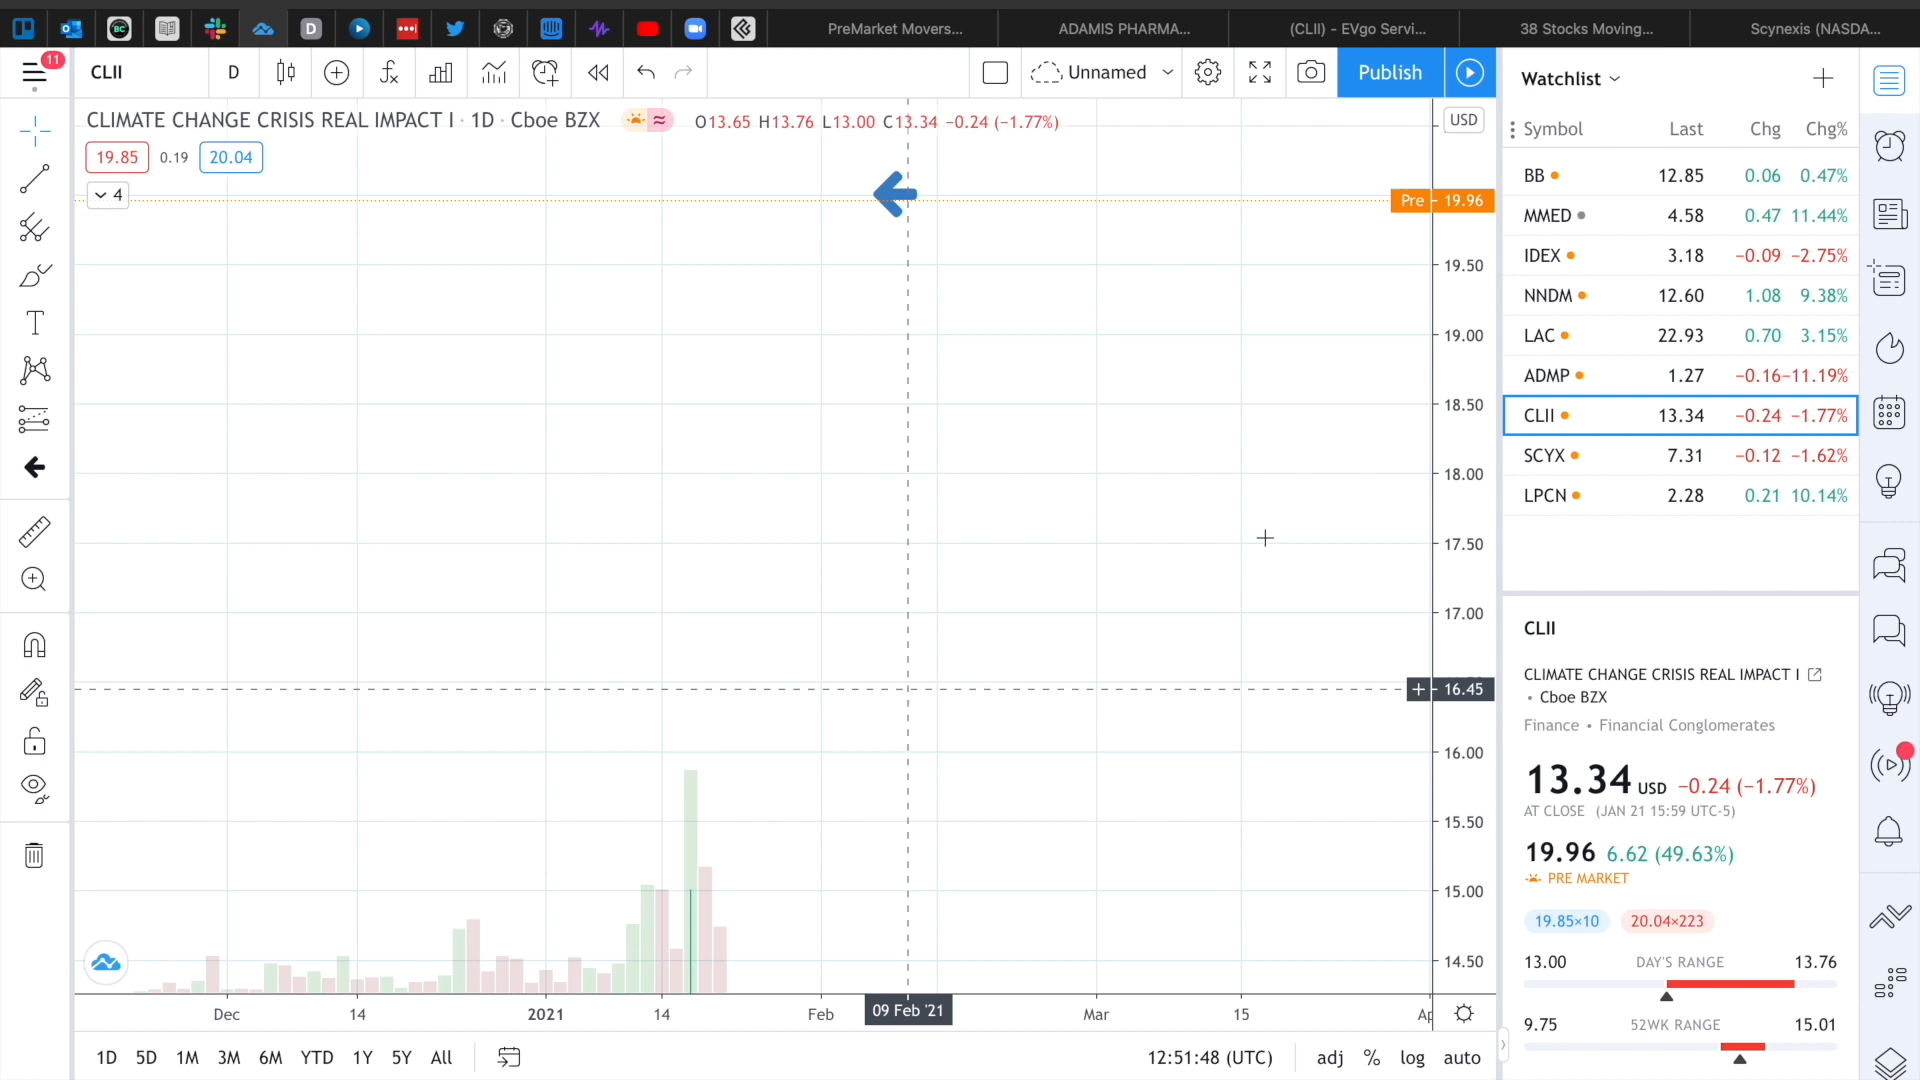 PreMarket Movers...
ADAMIS PHARMA...
(CLII) - EVgo Servi...
38 Stocks Moving...
Scynexis (NASDA...
BC
D
11
CLII
D
Unnamed
Publish
CLIMATE CHANGE CRISIS REAL IMPACT I · 1D · Cboe BZX
O13.65 H13.76 L13.00 C13.34 −0.24 (−1.77%)
USD
19.85 0.19 20.04
4
Pre 19.96
19.50
19.00
18.50
18.00
17.50
17.00
16.45
16.00
15.50
15.00
14.50
Dec 14 2021 14 Feb 09 Feb '21 Mar 15 Ap
1D 5D 1M 3M 6M YTD 1Y 5Y All
12:51:48 (UTC) adj % log auto
Watchlist
Symbol Last Chg Chg%
BB 12.85 0.06 0.47%
MMED 4.58 0.47 11.44%
IDEX 3.18 −0.09 −2.75%
NNDM 12.60 1.08 9.38%
LAC 22.93 0.70 3.15%
ADMP 1.27 −0.16 −11.19%
CLII 13.34 −0.24 −1.77%
SCYX 7.31 −0.12 −1.62%
LPCN 2.28 0.21 10.14%
CLII
CLIMATE CHANGE CRISIS REAL IMPACT I
• Cboe BZX
Finance • Financial Conglomerates
13.34 USD −0.24 (−1.77%)
AT CLOSE (JAN 21 15:59 UTC-5)
19.96 6.62 (49.63%)
PRE MARKET
19.85×10 20.04×223
13.00 DAY'S RANGE 13.76
9.75 52WK RANGE 15.01